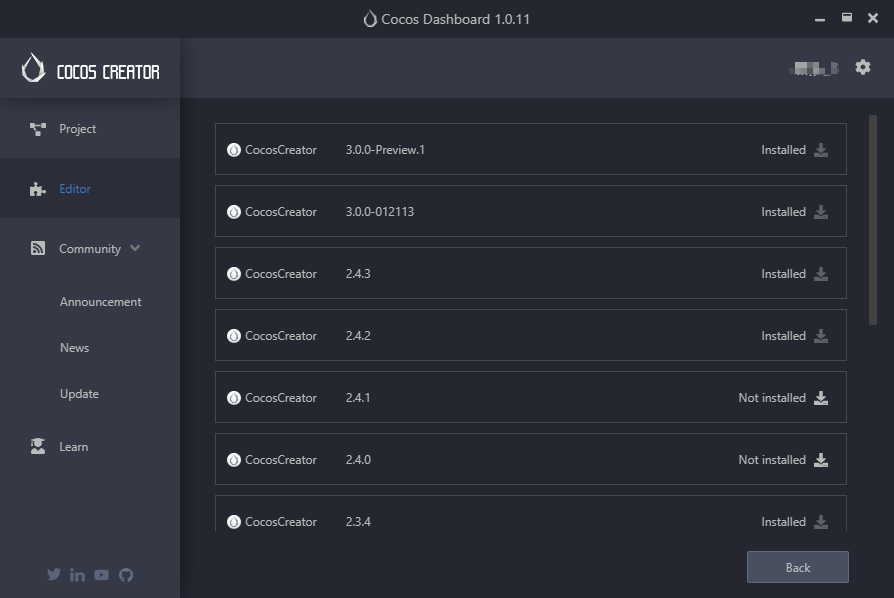 Cocos Dashboard 1.0.11
COCOS CREATOR
Project
Editor
Community
Announcement
News
Update
Learn
CocosCreator 3.0.0-Preview.1 Installed
CocosCreator 3.0.0-012113 Installed
CocosCreator 2.4.3 Installed
CocosCreator 2.4.2 Installed
CocosCreator 2.4.1 Not installed
CocosCreator 2.4.0 Not installed
CocosCreator 2.3.4 Installed
Back